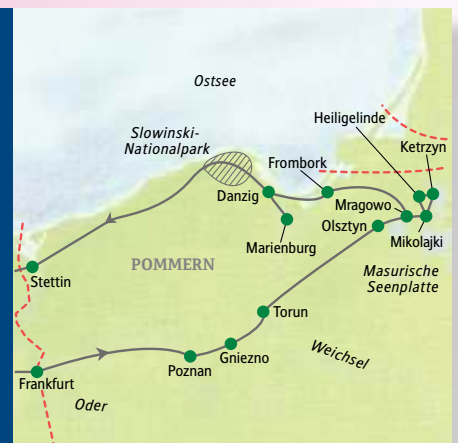 Ostsee
Slowinski-
Nationalpark
Heiligelinde
Ketrzyn
Frombork
Danzig
Mragowo
Olsztyn
Marienburg
Mikolajki
POMMERN
Masurische
Seenplatte
Stettin
Torun
Weichsel
Gniezno
Poznan
Frankfurt
Oder